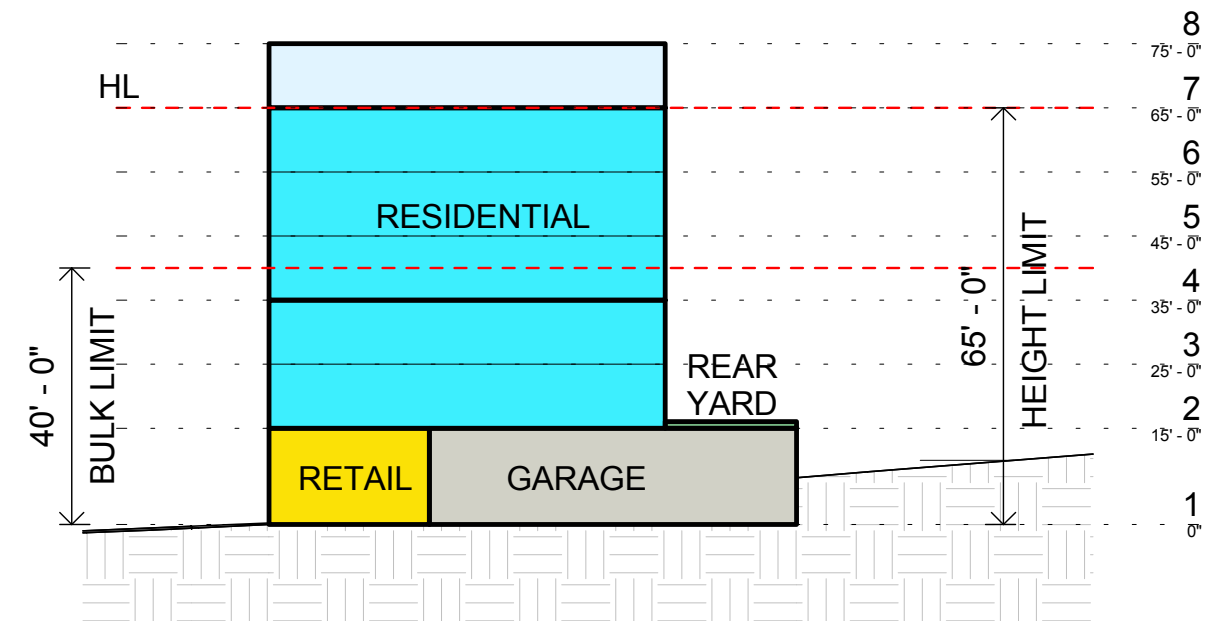 8
75' - 0"
HL
7
65' - 0"
6
55' - 0"
RESIDENTIAL
5
45' - 0"
4
35' - 0"
40' - 0"
BULK LIMIT
65' - 0"
HEIGHT LIMIT
3
25' - 0"
REAR
YARD
2
15' - 0"
RETAIL
GARAGE
1
0"